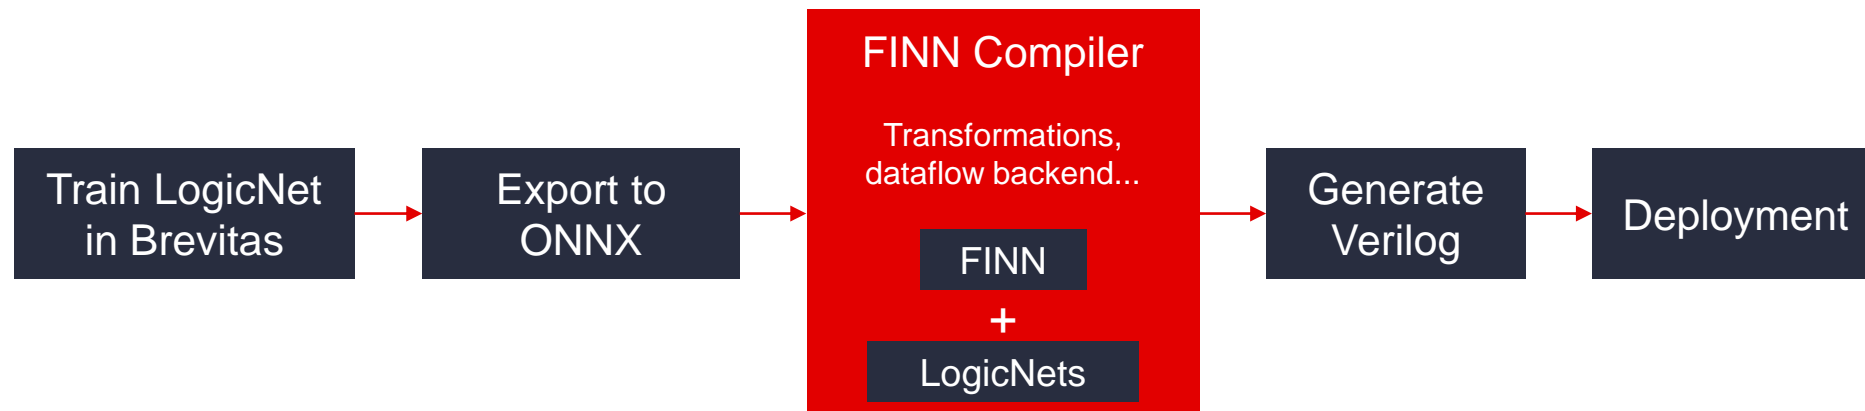 Train LogicNet
in Brevitas
Export to
ONNX
FINN Compiler
Transformations,
dataflow backend...
FINN
+
LogicNets
Generate
Verilog
Deployment